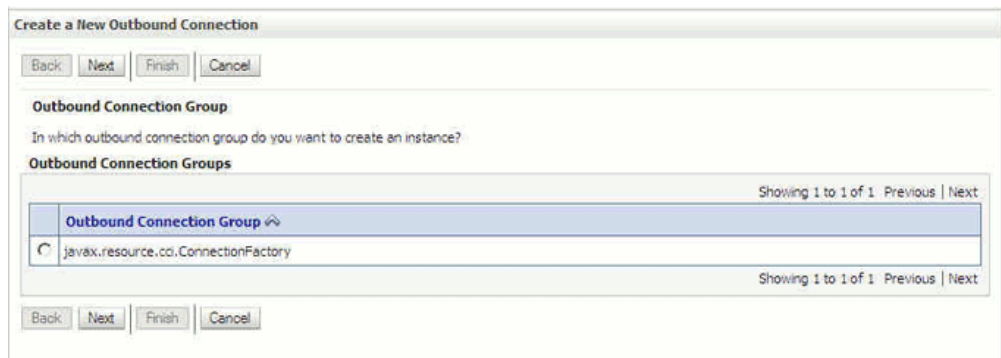 Create a New Outbound Connection
Back Next Finish Cancel
Outbound Connection Group
In which outbound connection group do you want to create an instance?
Outbound Connection Groups
Showing 1 to 1 of 1 Previous | Next
Outbound Connection Group
javax.resource.cci.ConnectionFactory
Showing 1 to 1 of 1 Previous | Next
Back Next Finish Cancel